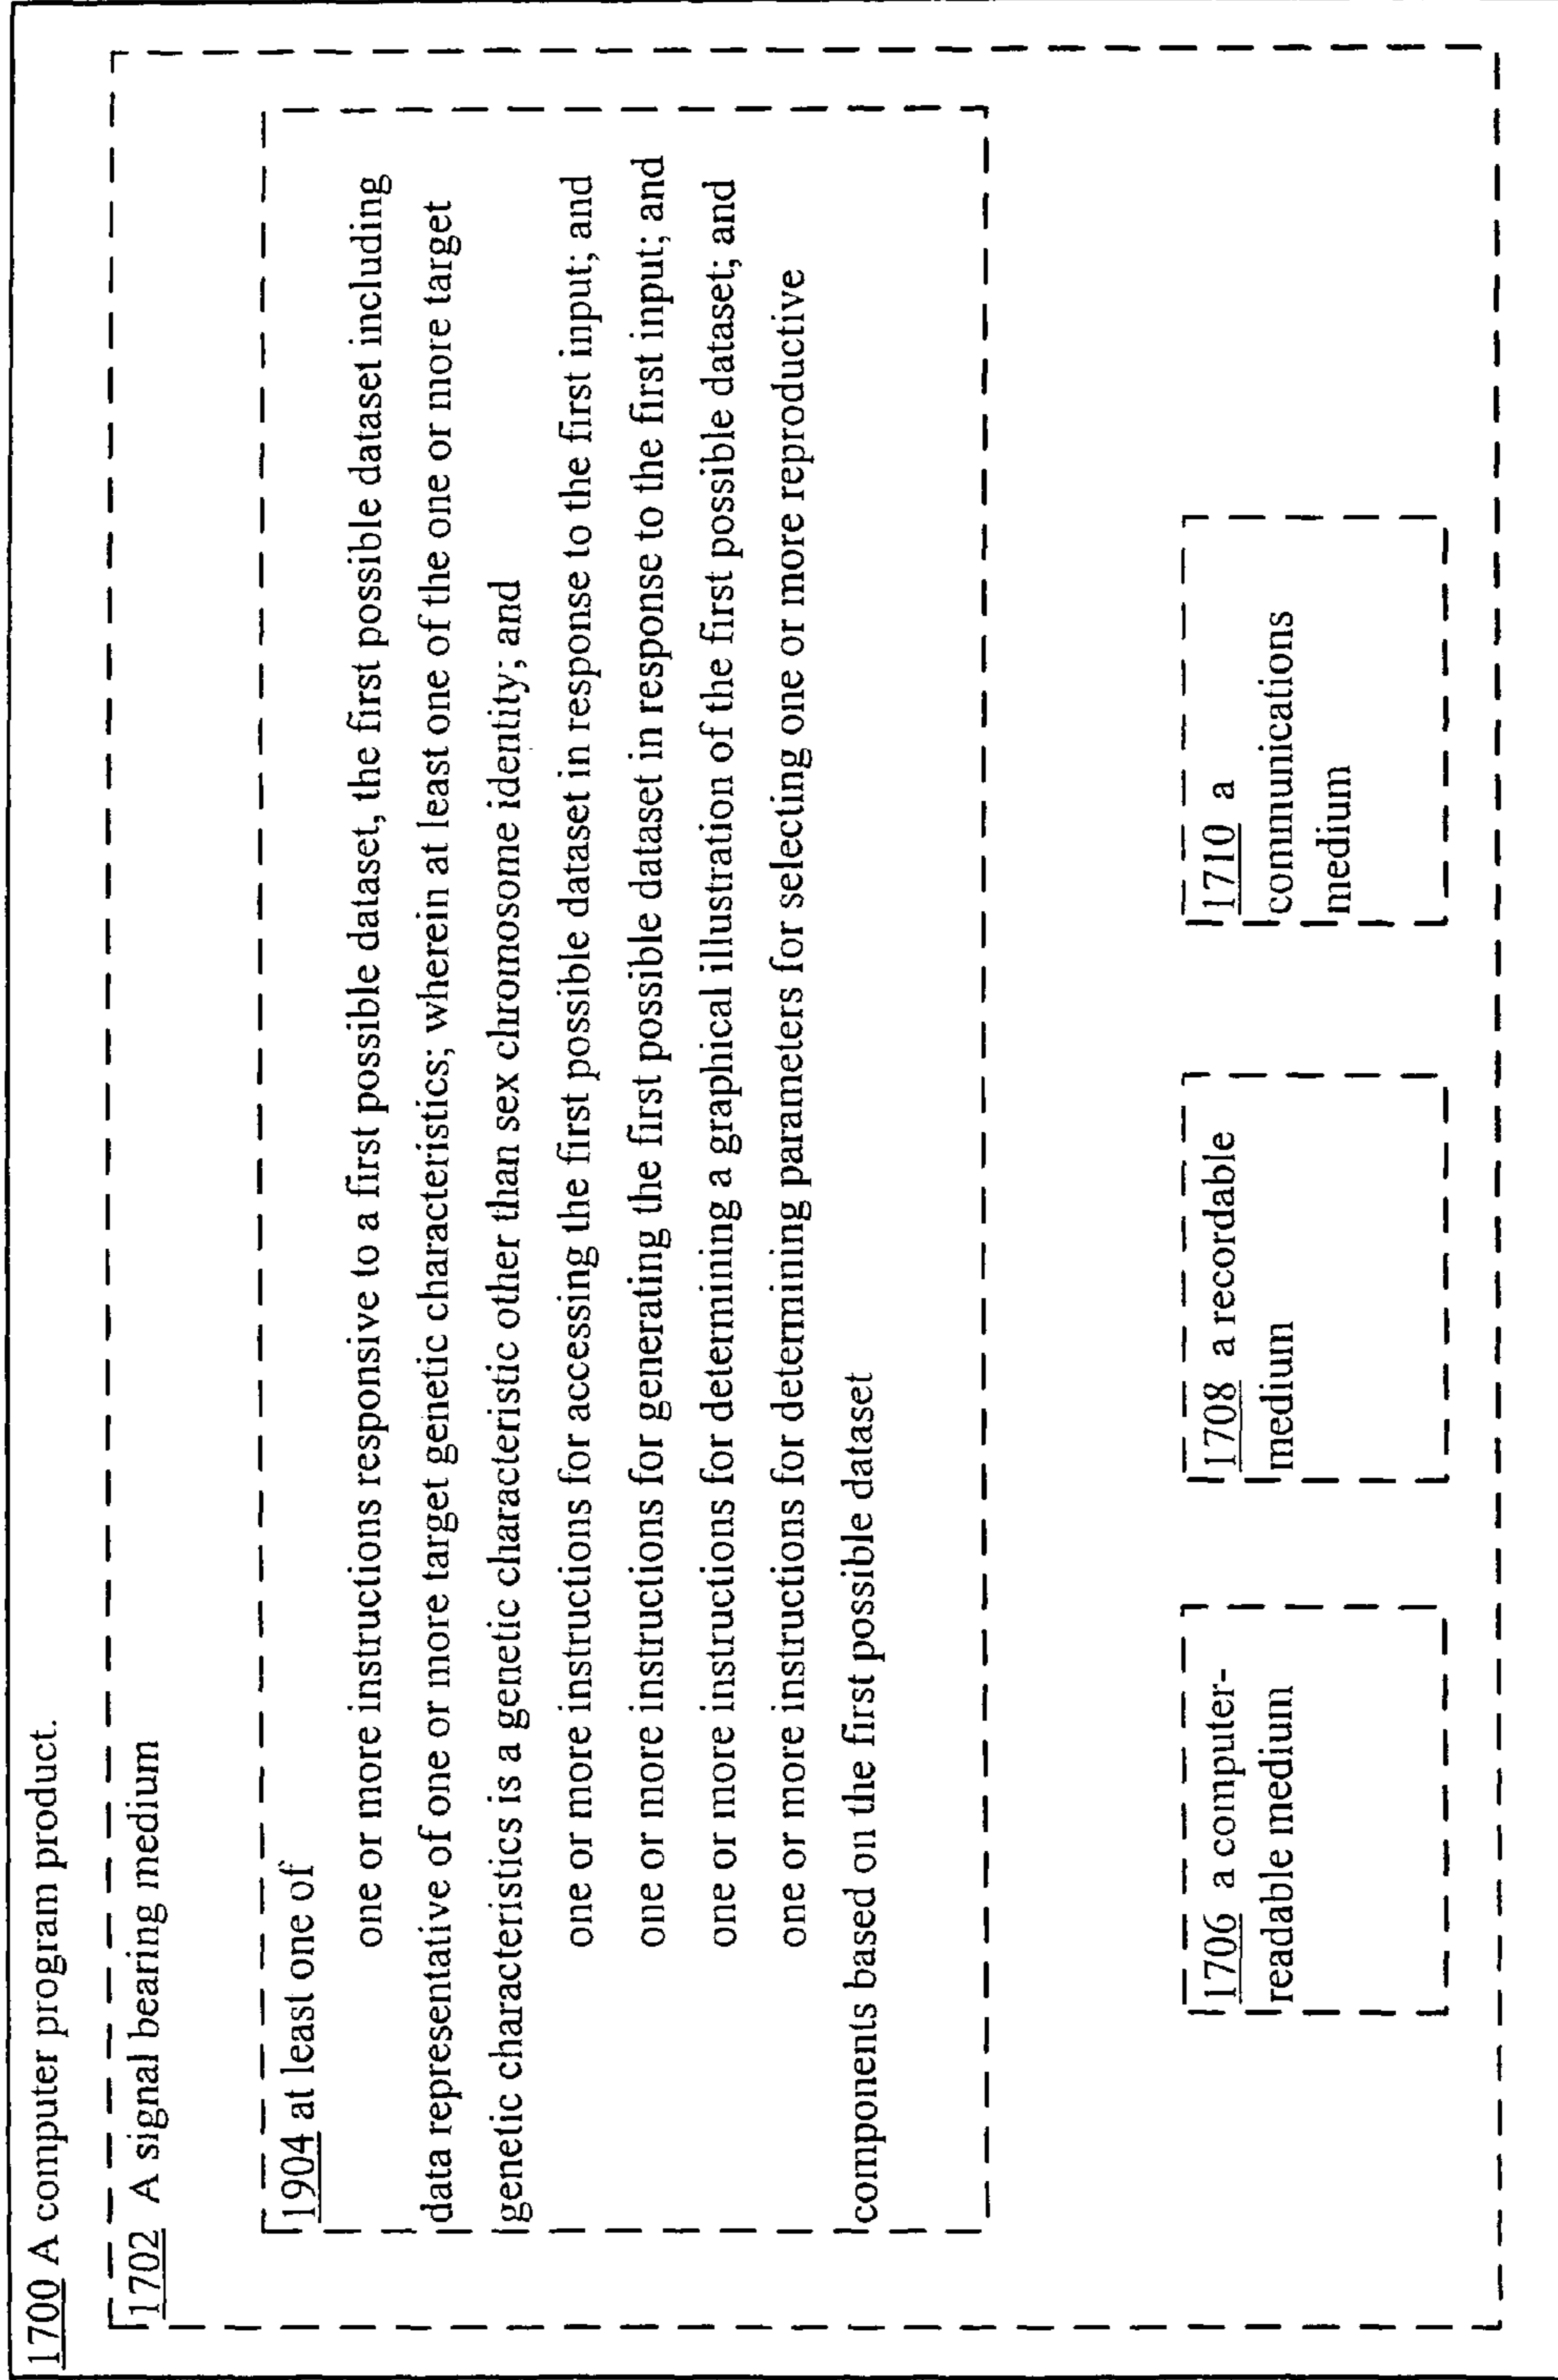 1700 A computer program product.
1702 A signal bearing medium
1904 at least one of
one or more instructions responsive to a first possible dataset, the first possible dataset including
data representative of one or more target genetic characteristics; wherein at least one of the one or more target
genetic characteristics is a genetic characteristic other than sex chromosome identity; and
one or more instructions for accessing the first possible dataset in response to the first input; and
one or more instructions for generating the first possible dataset in response to the first input; and
one or more instructions for determining a graphical illustration of the first possible dataset; and
one or more instructions for determining parameters for selecting one or more reproductive
components based on the first possible dataset
1706 a computer-
readable medium
1708 a recordable
medium
1710 a
communications
medium